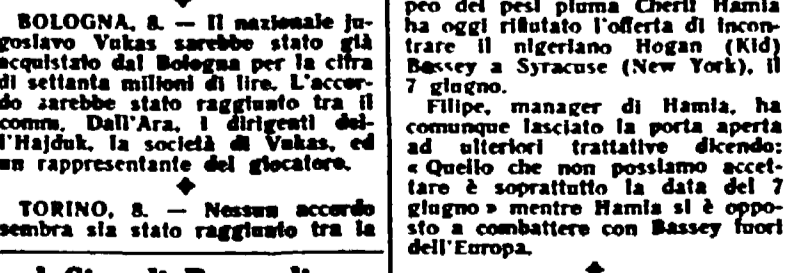 BOLOGNA, 8. — Il nazionale ju-
goslavo Vukas sarebbe stato già
acquistato dal Bologna per la cifra
di settanta milioni di lire. L'accor-
do sarebbe stato raggiunto tra il
comm. Dall'Ara, i dirigenti del-
l'Hajduk, la società di Vukas, ed
un rappresentante del giocatore.
TORINO, 8. — Nessun accordo
sembra sia stato raggiunto tra la
peo dei pesi piuma Cherif Hamia
ha oggi rifiutato l'offerta di incon-
trare il nigeriano Hogan (Kid)
Bassey a Syracuse (New York), il
7 giugno.
Filipe, manager di Hamia, ha
comunque lasciato la porta aperta
ad ulteriori trattative dicendo:
« Quello che non possiamo accet-
tare è soprattutto la data del 7
giugno » mentre Hamia si è oppo-
sto a combattere con Bassey fuori
dell'Europa.